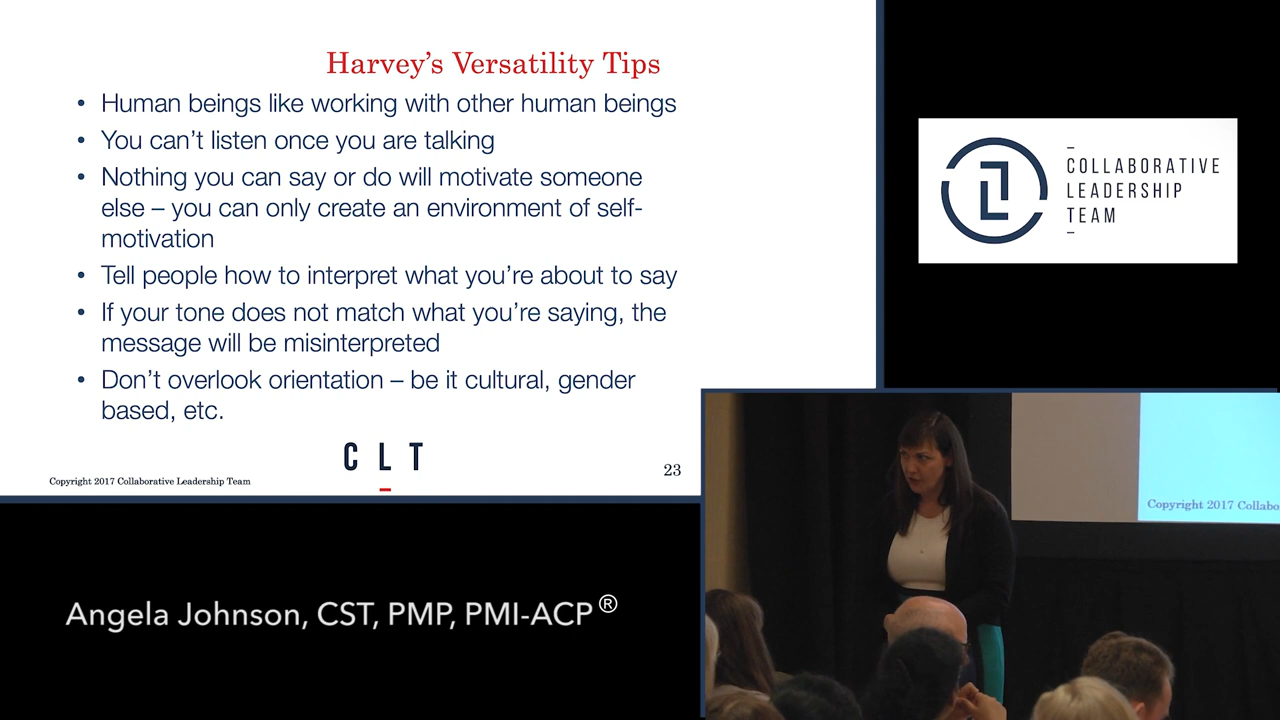 Harvey’s Versatility Tips
• Human beings like working with other human beings
• You can’t listen once you are talking
• Nothing you can say or do will motivate someone
else – you can only create an environment of self-
motivation
• Tell people how to interpret what you’re about to say
• If your tone does not match what you’re saying, the
message will be misinterpreted
• Don’t overlook orientation – be it cultural, gender
based, etc.
C L T
Copyright 2017 Collaborative Leadership Team
23
COLLABORATIVE
LEADERSHIP
TEAM
Copyright 2017 Collabo
Angela Johnson, CST, PMP, PMI-ACP®